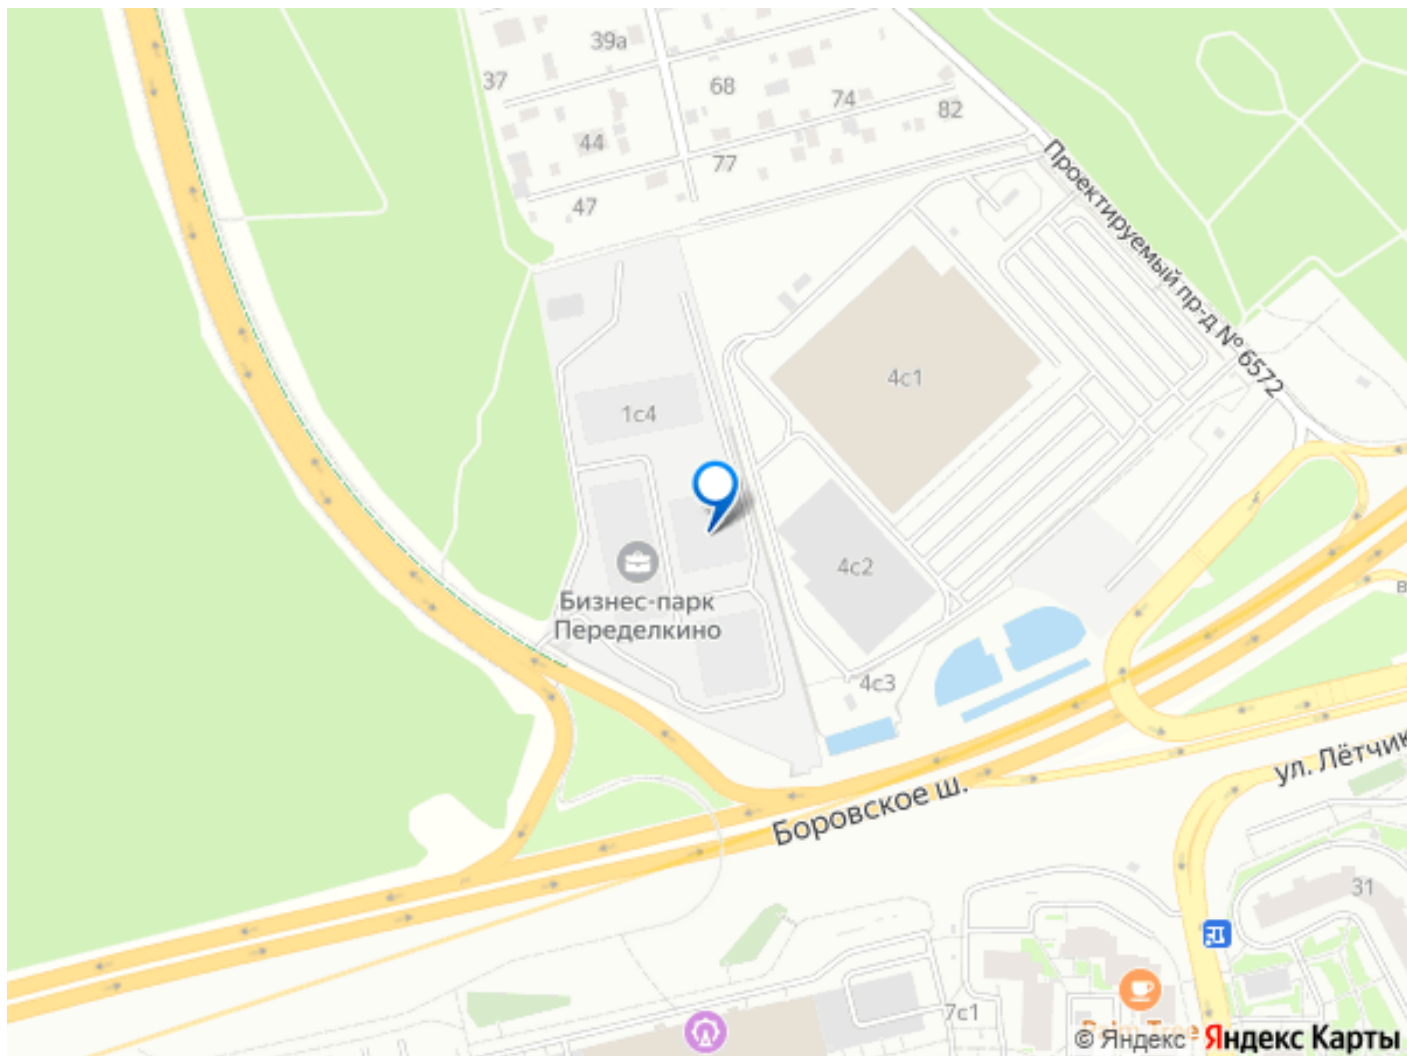 39а
37
68
74
82
44
77
47
Проектируемый пр-д № 6572
4с1
1с4
4с2
Бизнес-парк
Переделкино
4с3
ул. Лётчик
Боровское ш.
31
7с1
© Яндекс
Яндекс Карты